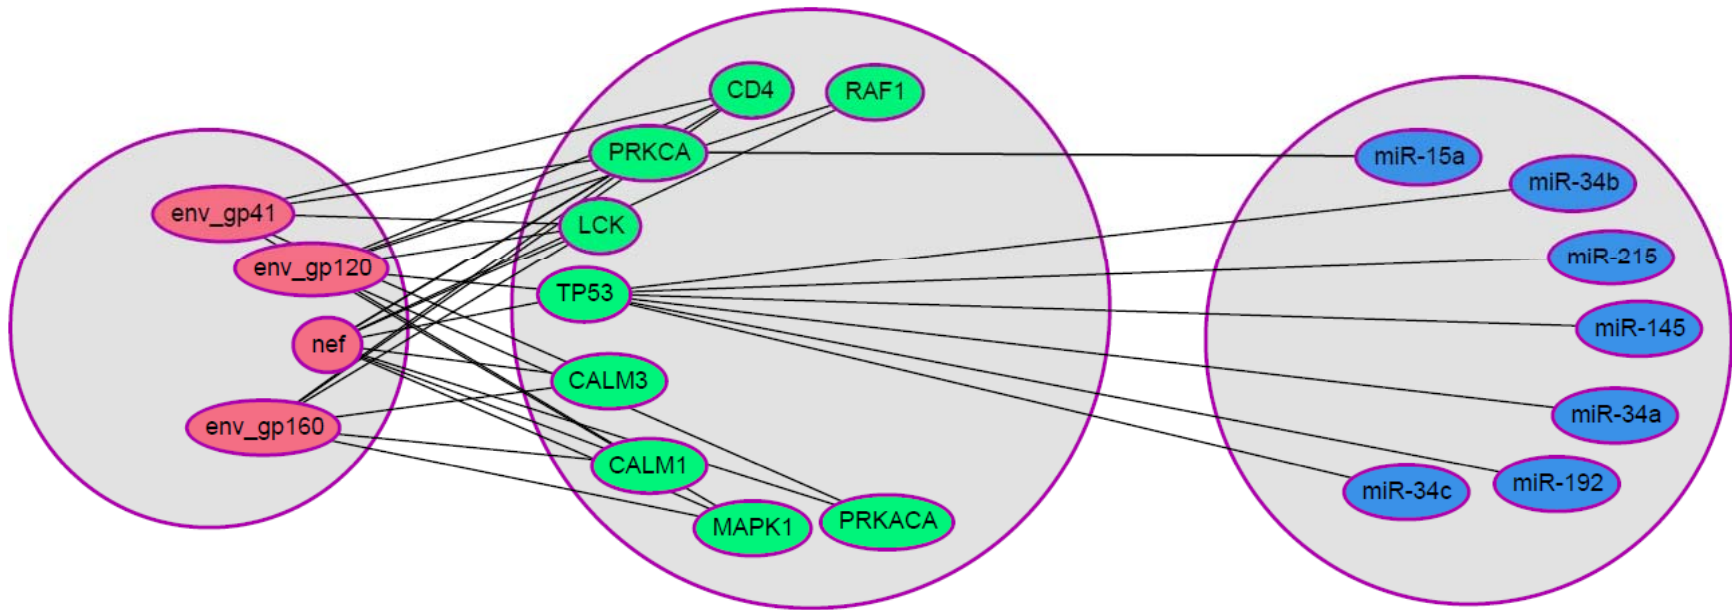 env_gp41
env_gp120
nef
env_gp160
CD4
RAF1
PRKCA
LCK
TP53
CALM3
CALM1
MAPK1
PRKACA
miR-15a
miR-34b
miR-215
miR-145
miR-34a
miR-192
miR-34c